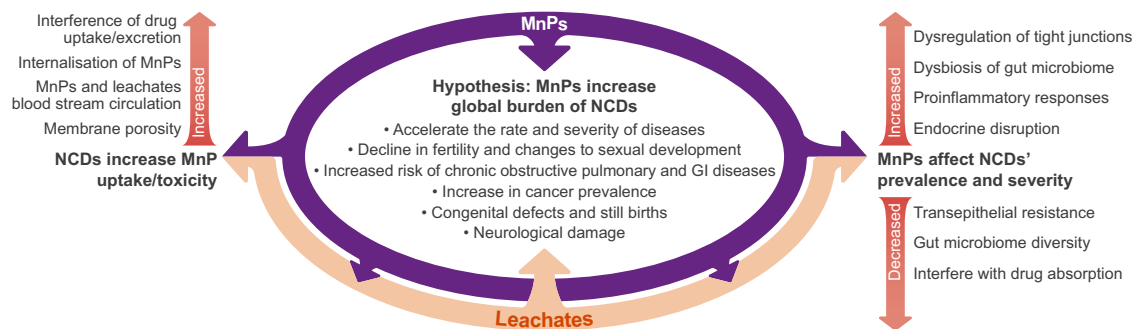 Interference of drug
uptake/excretion
Internalisation of MnPs
MnPs and leachates
blood stream circulation
Membrane porosity
Increased
NCDs increase MnP
uptake/toxicity
MnPs
Hypothesis: MnPs increase
global burden of NCDs
• Accelerate the rate and severity of diseases
• Decline in fertility and changes to sexual development
• Increased risk of chronic obstructive pulmonary and GI diseases
• Increase in cancer prevalence
• Congenital defects and still births
• Neurological damage
Leachates
Increased
Dysregulation of tight junctions
Dysbiosis of gut microbiome
Proinflammatory responses
Endocrine disruption
MnPs affect NCDs’
prevalence and severity
Decreased
Transepithelial resistance
Gut microbiome diversity
Interfere with drug absorption